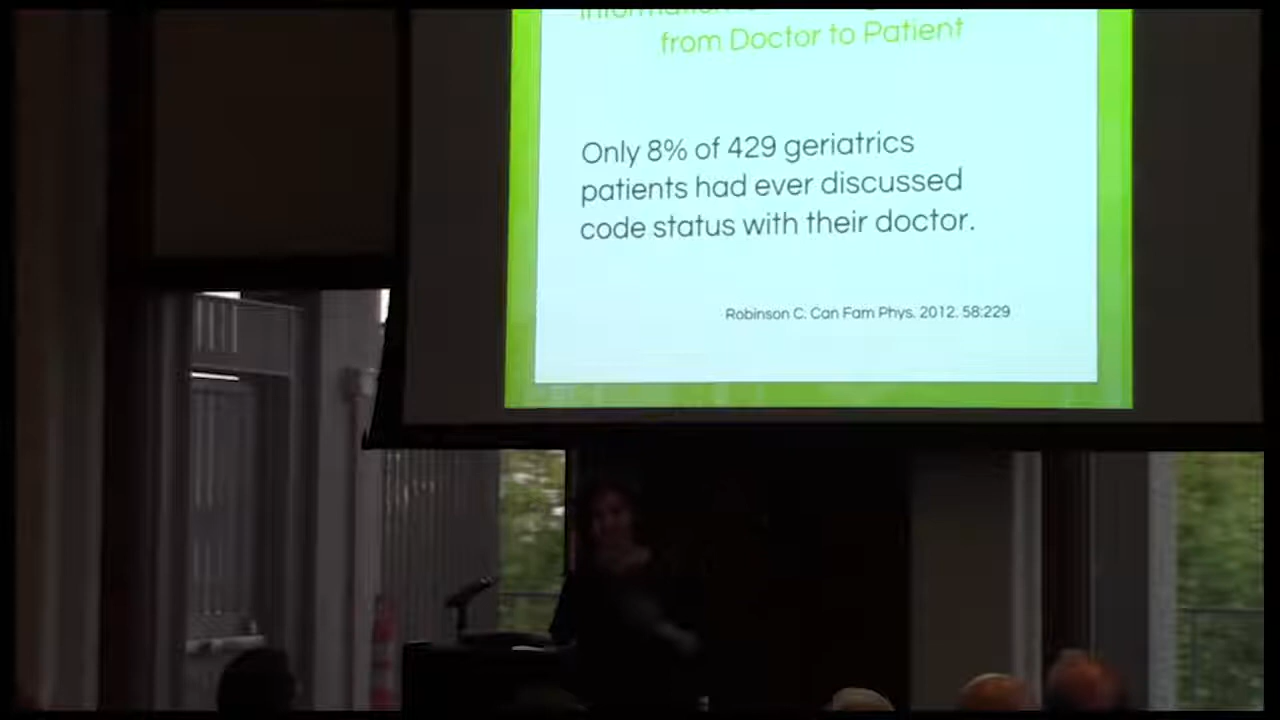 from Doctor to Patient
Only 8% of 429 geriatrics
patients had ever discussed
code status with their doctor.
Robinson C. Can Fam Phys. 2012. 58:229